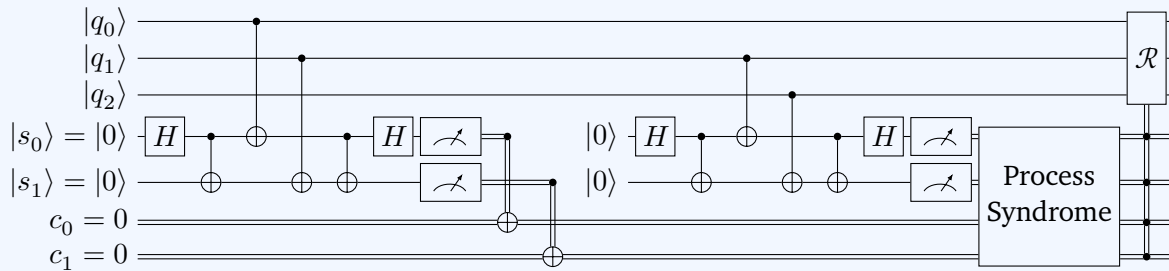 |q₀⟩
|q₁⟩
|q₂⟩ R
|s₀⟩ = |0⟩ H H |0⟩ H H
|s₁⟩ = |0⟩ |0⟩
Process
Syndrome
c₀ = 0
c₁ = 0